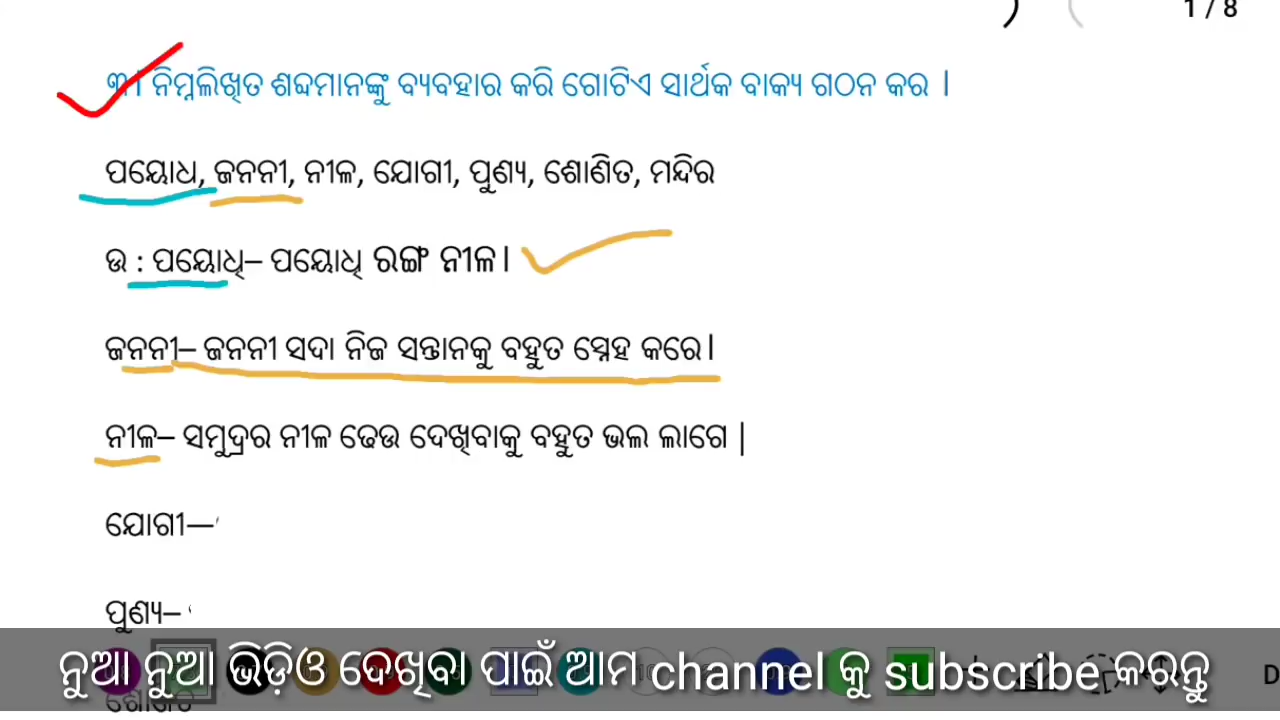 1 / 8
୩। ନିମ୍ନଲିଖିତ ଶବ୍ଦମାନଙ୍କୁ ବ୍ୟବହାର କରି ଗୋଟିଏ ସାର୍ଥକ ବାକ୍ୟ ଗଠନ କର ।
ପୟୋଧ, ଜନନୀ, ନୀଳ, ଯୋଗୀ, ପୁଣ୍ୟ, ଶୋଣିତ, ମନ୍ଦିର
ଉ : ପୟୋଧି– ପୟୋଧି ରଙ୍ଗ ନୀଳ।
ଜନନୀ– ଜନନୀ ସଦା ନିଜ ସନ୍ତାନକୁ ବହୁତ ସ୍ନେହ କରେ।
ନୀଳ– ସମୁଦ୍ରର ନୀଳ ଢେଉ ଦେଖିବାକୁ ବହୁତ ଭଲ ଲାଗେ |
ଯୋଗୀ—
ପୁଣ୍ୟ–
ନୁଆ ନୁଆ ଭିଡ଼ିଓ ଦେଖିବା ପାଇଁ ଆମ channel କୁ subscribe କରନ୍ତୁ